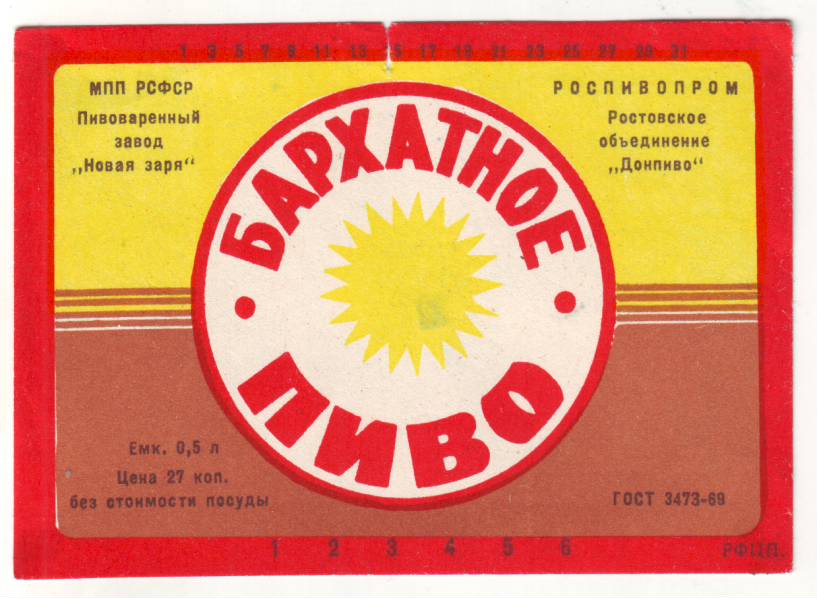 1 3 5 7 9 11 13 15 17 19 21 23 25 27 29 31
МПП РСФСР
Пивоваренный
завод
„Новая заря“
РОСПИВОПРОМ
Ростовское
объединение
„Донпиво“
БАРХАТНОЕ
ПИВО
Емк. 0,5 л
Цена 27 коп.
без стоимости посуды
ГОСТ 3473-69
1 2 3 4 5 6